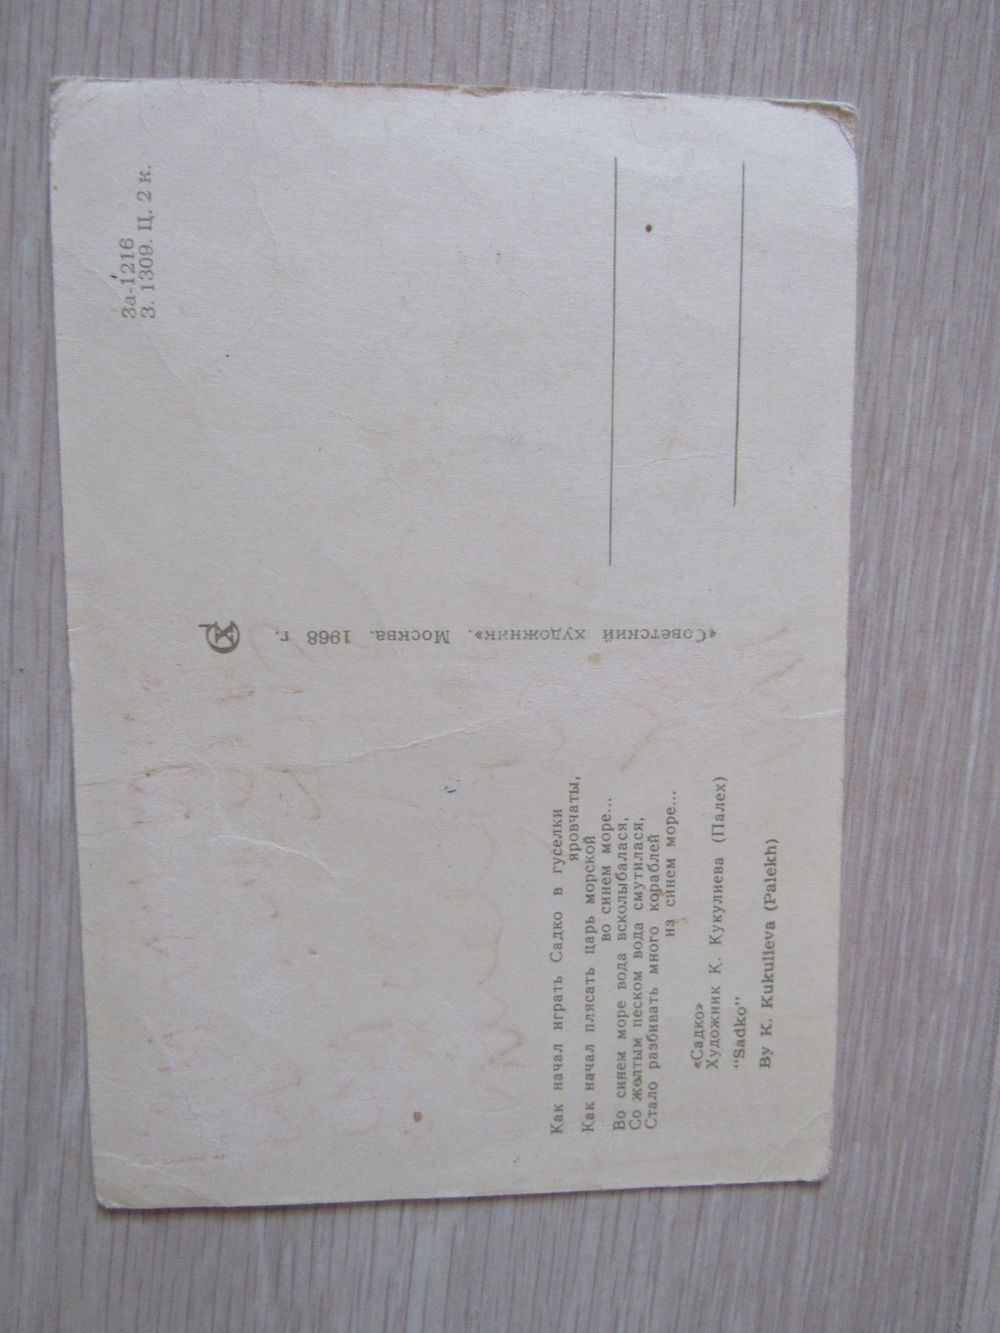 Как начал играть Садко в гуселки
яровчаты,
Как начал плясать царь морской
во синем море...
Во синем море вода всколыбалася,
Со желтым песком вода смутилася,
Стало разбивать много кораблей
на синем море...
«Садко»
Художник К. Кукулиева (Палех)
"Sadko"
By K. Kukulieva (Palekh)
«Советский художник». Москва. 1968 г.
За-1216
З. 1309. Ц. 2 к.